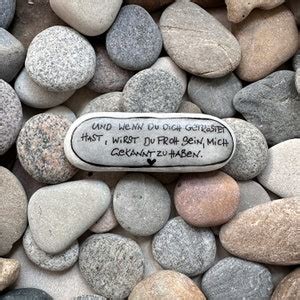 UND WENN DU DICH GETRÖSTET
HAST, WIRST DU FROH SEIN, MICH
GEKANNT ZU HABEN.